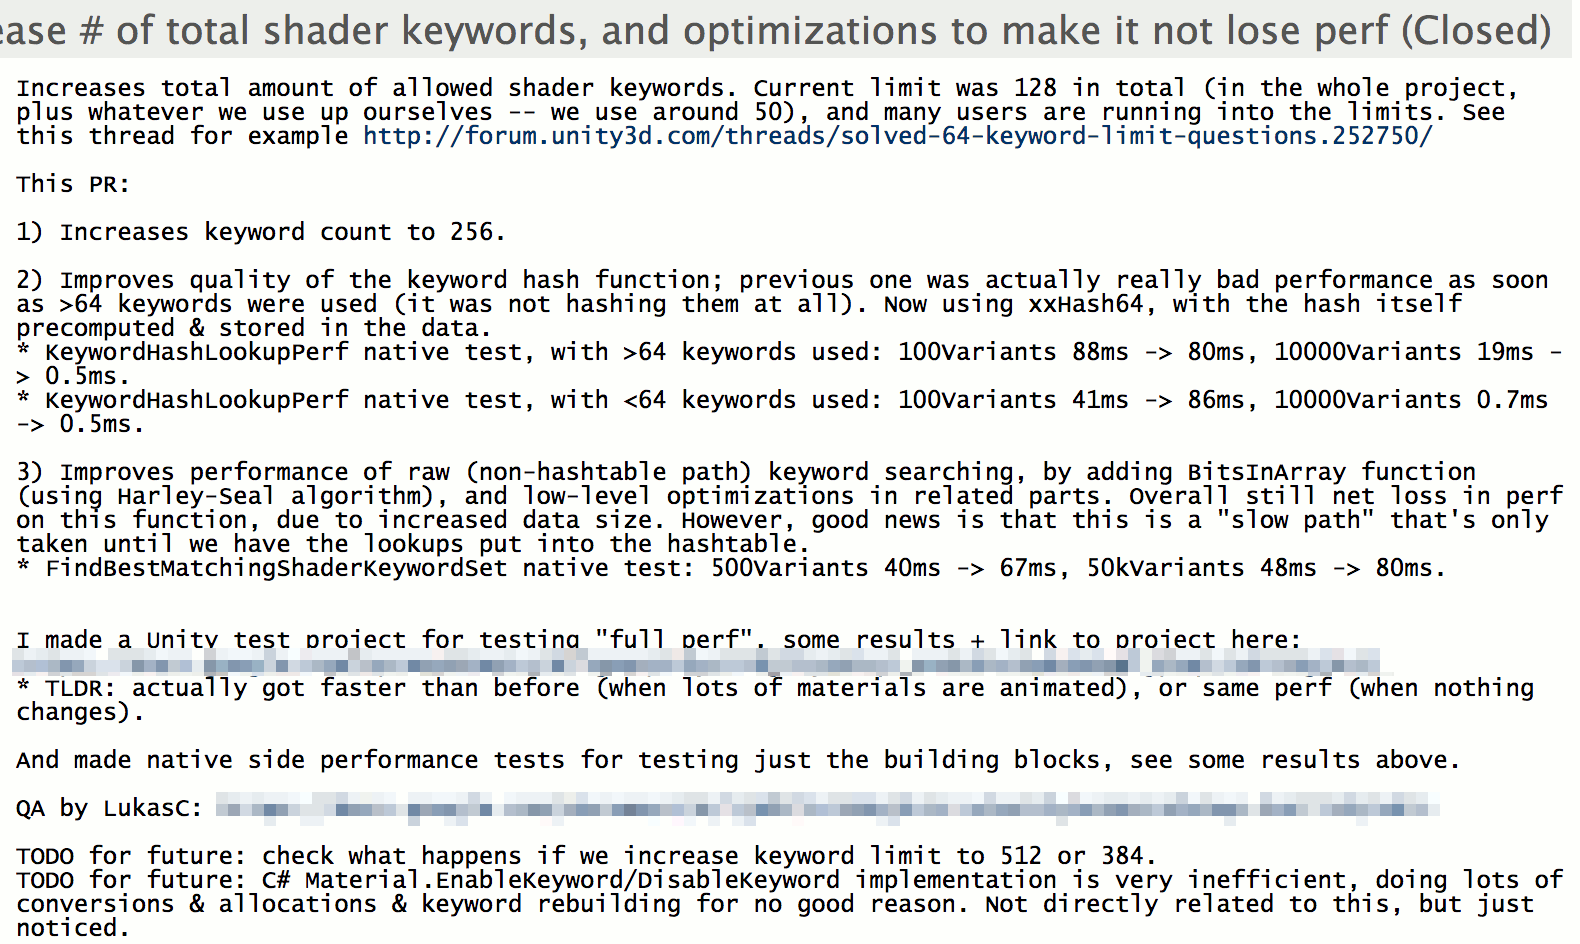 ease # of total shader keywords, and optimizations to make it not lose perf (Closed)
Increases total amount of allowed shader keywords. Current limit was 128 in total (in the whole project,
plus whatever we use up ourselves -- we use around 50), and many users are running into the limits. See
this thread for example http://forum.unity3d.com/threads/solved-64-keyword-limit-questions.252750/
This PR:
1) Increases keyword count to 256.
2) Improves quality of the keyword hash function; previous one was actually really bad performance as soon
as >64 keywords were used (it was not hashing them at all). Now using xxHash64, with the hash itself
precomputed & stored in the data.
* KeywordHashLookupPerf native test, with >64 keywords used: 100Variants 88ms -> 80ms, 10000Variants 19ms -
> 0.5ms.
* KeywordHashLookupPerf native test, with <64 keywords used: 100Variants 41ms -> 86ms, 10000Variants 0.7ms
-> 0.5ms.
3) Improves performance of raw (non-hashtable path) keyword searching, by adding BitsInArray function
(using Harley-Seal algorithm), and low-level optimizations in related parts. Overall still net loss in perf
on this function, due to increased data size. However, good news is that this is a "slow path" that's only
taken until we have the lookups put into the hashtable.
* FindBestMatchingShaderKeywordSet native test: 500Variants 40ms -> 67ms, 50kVariants 48ms -> 80ms.
I made a Unity test project for testing "full perf", some results + link to project here:
* TLDR: actually got faster than before (when lots of materials are animated), or same perf (when nothing
changes).
And made native side performance tests for testing just the building blocks, see some results above.
QA by LukasC:
TODO for future: check what happens if we increase keyword limit to 512 or 384.
TODO for future: C# Material.EnableKeyword/DisableKeyword implementation is very inefficient, doing lots of
conversions & allocations & keyword rebuilding for no good reason. Not directly related to this, but just
noticed.